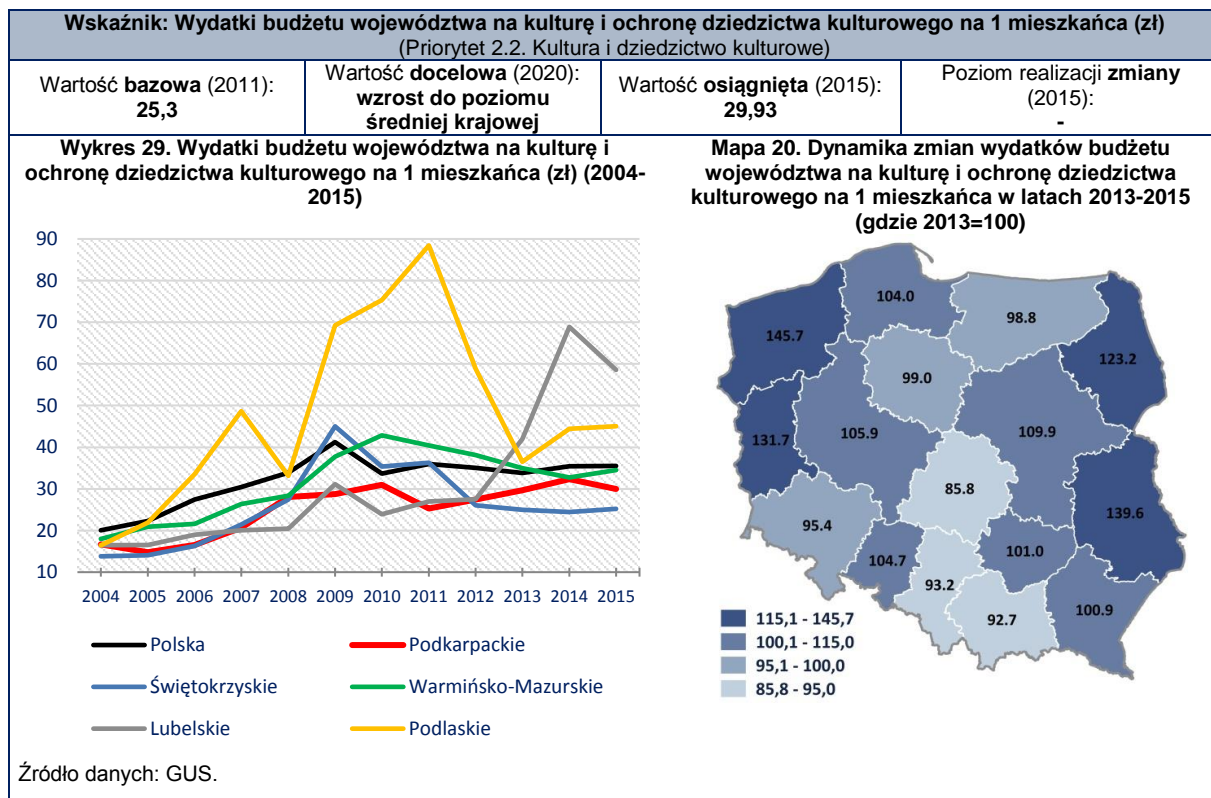 Wskaźnik: Wydatki budżetu województwa na kulturę i ochronę dziedzictwa kulturowego na 1 mieszkańca (zł)
(Priorytet 2.2. Kultura i dziedzictwo kulturowe)
Wartość bazowa (2011):
25,3
Wartość docelowa (2020):
wzrost do poziomu
średniej krajowej
Wartość osiągnięta (2015):
29,93
Poziom realizacji zmiany
(2015):
-
Wykres 29. Wydatki budżetu województwa na kulturę i
ochronę dziedzictwa kulturowego na 1 mieszkańca (zł) (2004-
2015)
90
80
70
60
50
40
30
20
10
2004 2005 2006 2007 2008 2009 2010 2011 2012 2013 2014 2015
Polska Podkarpackie
Świętokrzyskie Warmińsko-Mazurskie
Lubelskie Podlaskie
Mapa 20. Dynamika zmian wydatków budżetu
województwa na kulturę i ochronę dziedzictwa
kulturowego na 1 mieszkańca w latach 2013-2015
(gdzie 2013=100)
104.0
98.8
145.7
123.2
99.0
105.9
109.9
131.7
85.8
139.6
95.4
101.0
104.7
93.2
100.9
92.7
115,1 - 145,7
100,1 - 115,0
95,1 - 100,0
85,8 - 95,0
Źródło danych: GUS.